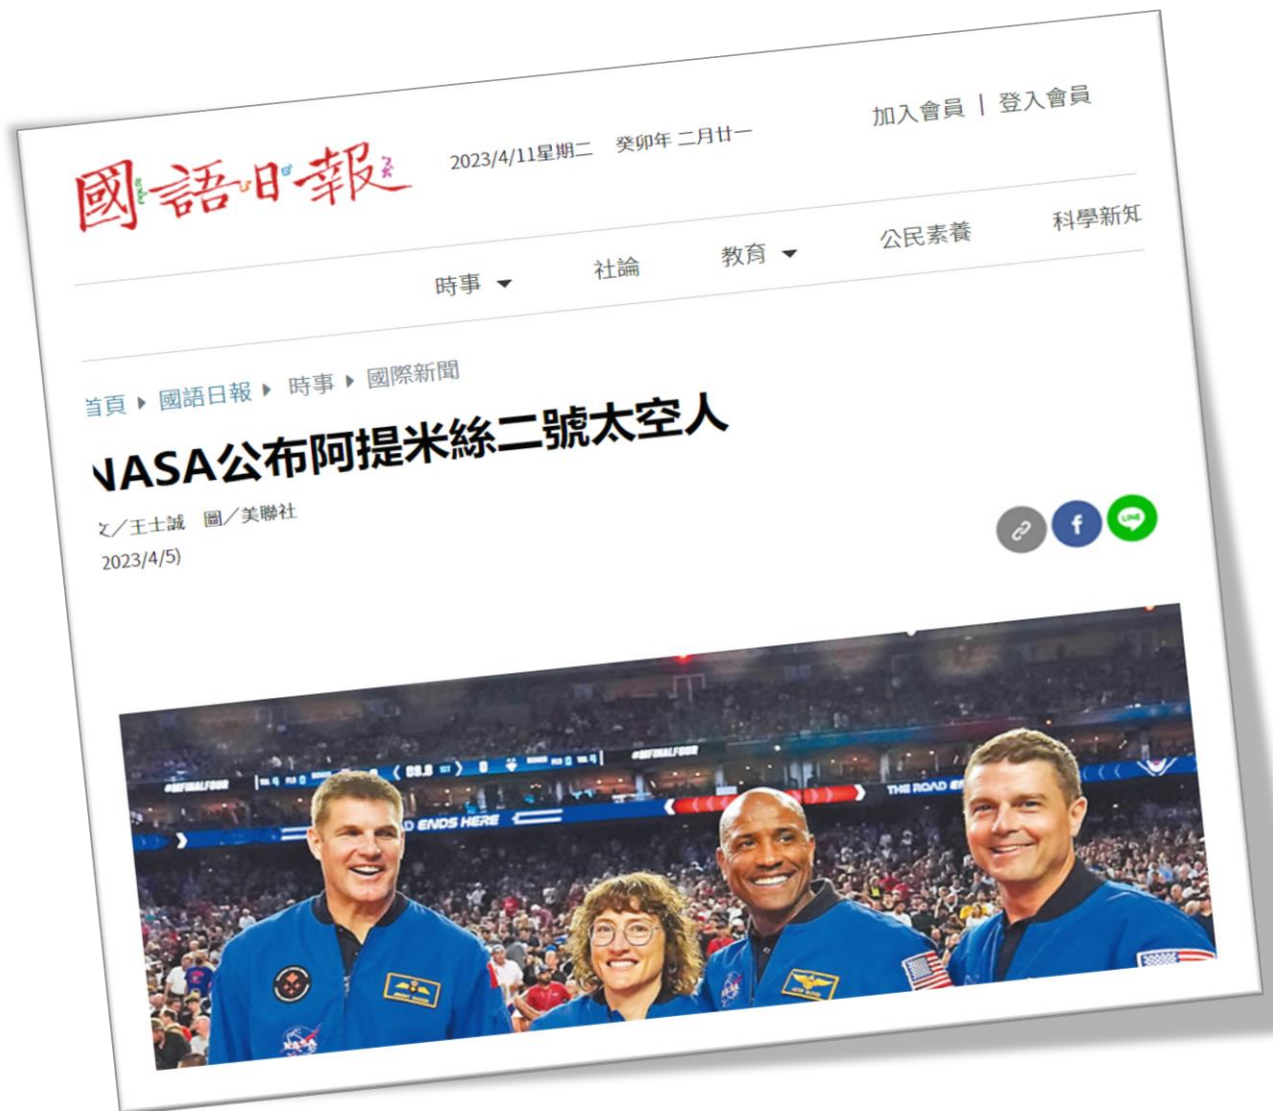 國語日報
2023/4/11星期二 癸卯年 二月廿一
加入會員 | 登入會員
時事 社論 教育 公民素養 科學新知
首頁 國語日報 時事 國際新聞
NASA公布阿提米絲二號太空人
文／王士誠 圖／美聯社
2023/4/5)
ENDS HERE
THE ROAD
NASA